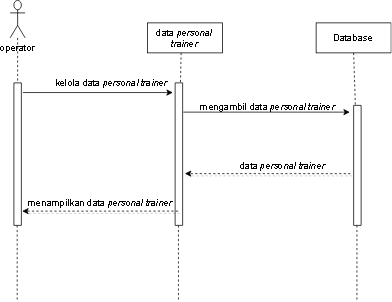 operator
data personal
trainer
Database
kelola data personal trainer
mengambil data personal trainer
data personal trainer
menampilkan data personal trainer